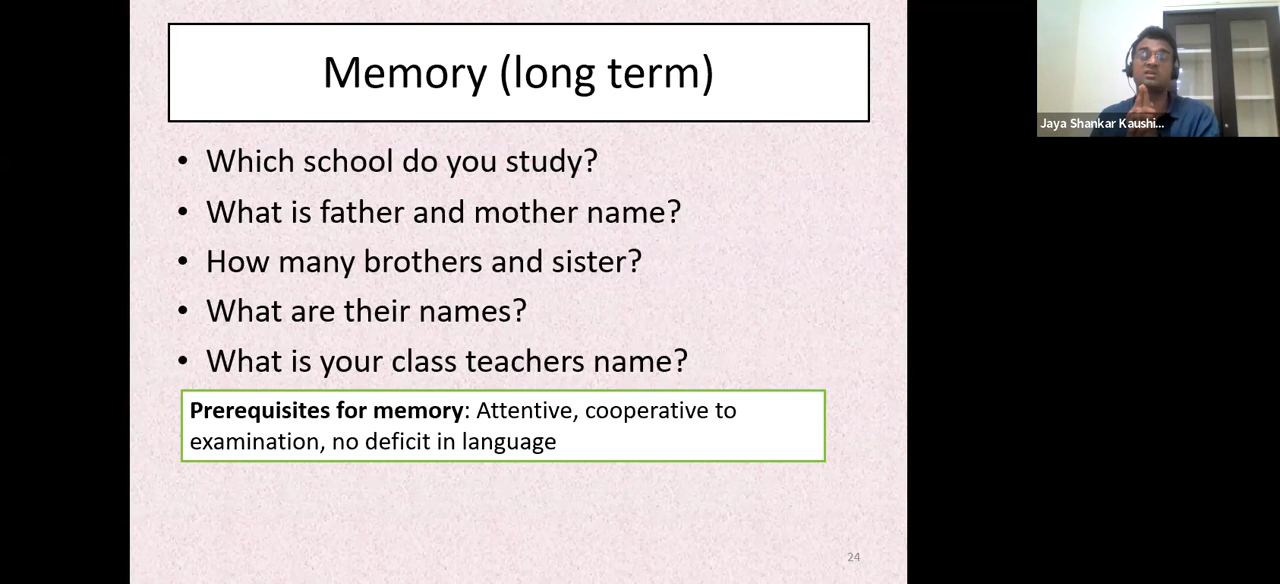 Memory (long term)
• Which school do you study?
• What is father and mother name?
• How many brothers and sister?
• What are their names?
• What is your class teachers name?
Prerequisites for memory: Attentive, cooperative to
examination, no deficit in language
24
Jaya Shankar Kaushi...